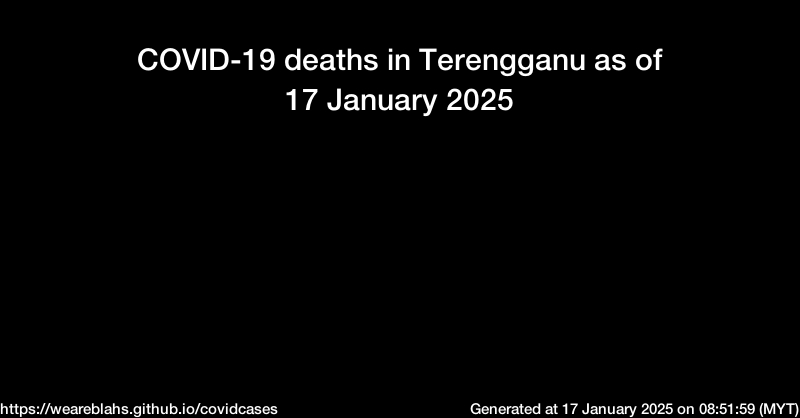 COVID-19 deaths in Terengganu as of
17 January 2025
https://weareblahs.github.io/covidcases
Generated at 17 January 2025 on 08:51:59 (MYT)